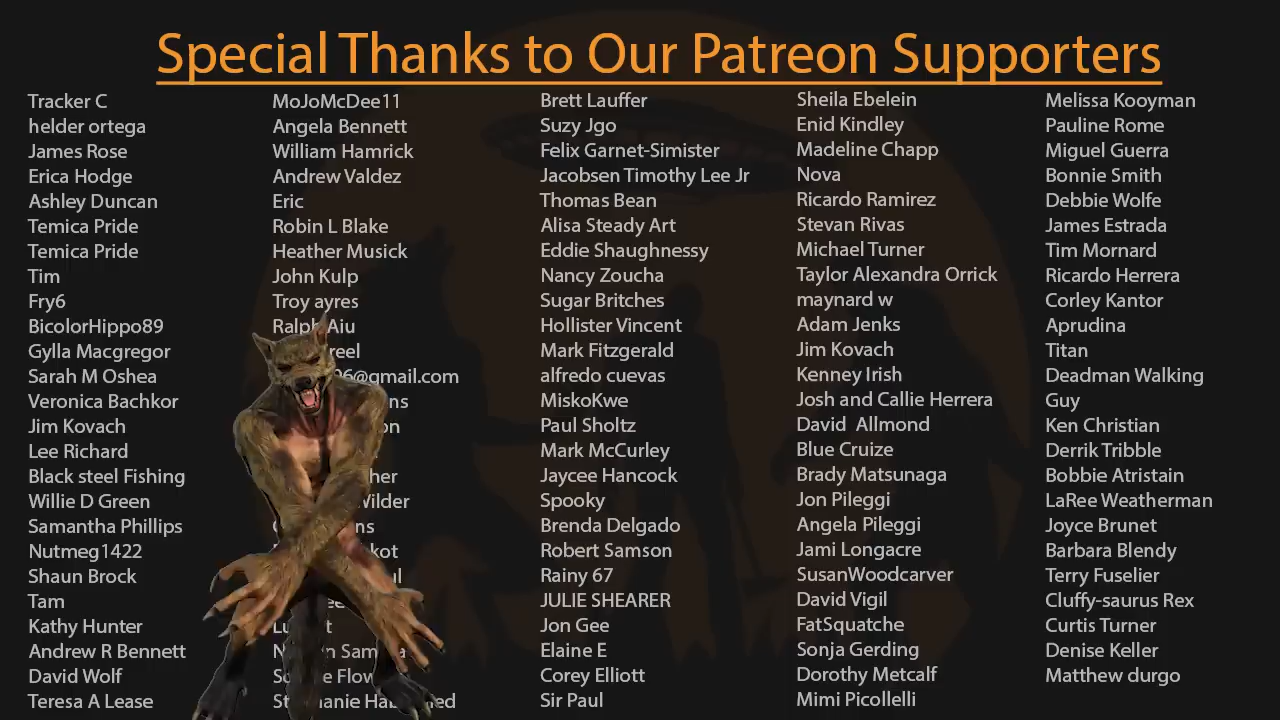 Special Thanks to Our Patreon Supporters
Tracker C
helder ortega
James Rose
Erica Hodge
Ashley Duncan
Temica Pride
Temica Pride
Tim
Fry6
BicolorHippo89
Gylla Macgregor
Sarah M Oshea
Veronica Bachkor
Jim Kovach
Lee Richard
Black steel Fishing
Willie D Green
Samantha Phillips
Nutmeg1422
Shaun Brock
Tam
Kathy Hunter
Andrew R Bennett
David Wolf
Teresa A Lease
MoJoMcDee11
Angela Bennett
William Hamrick
Andrew Valdez
Eric
Robin L Blake
Heather Musick
John Kulp
Troy ayres
Ralph Aiu
Brett Lauffer
Suzy Jgo
Felix Garnet-Simister
Jacobsen Timothy Lee Jr
Thomas Bean
Alisa Steady Art
Eddie Shaughnessy
Nancy Zoucha
Sugar Britches
Hollister Vincent
Mark Fitzgerald
alfredo cuevas
MiskoKwe
Paul Sholtz
Mark McCurley
Jaycee Hancock
Spooky
Brenda Delgado
Robert Samson
Rainy 67
JULIE SHEARER
Jon Gee
Elaine E
Corey Elliott
Sir Paul
Sheila Ebelein
Enid Kindley
Madeline Chapp
Nova
Ricardo Ramirez
Stevan Rivas
Michael Turner
Taylor Alexandra Orrick
maynard w
Adam Jenks
Jim Kovach
Kenney Irish
Josh and Callie Herrera
David  Allmond
Blue Cruize
Brady Matsunaga
Jon Pileggi
Angela Pileggi
Jami Longacre
SusanWoodcarver
David Vigil
FatSquatche
Sonja Gerding
Dorothy Metcalf
Mimi Picollelli
Melissa Kooyman
Pauline Rome
Miguel Guerra
Bonnie Smith
Debbie Wolfe
James Estrada
Tim Mornard
Ricardo Herrera
Corley Kantor
Aprudina
Titan
Deadman Walking
Guy
Ken Christian
Derrik Tribble
Bobbie Atristain
LaRee Weatherman
Joyce Brunet
Barbara Blendy
Terry Fuselier
Cluffy-saurus Rex
Curtis Turner
Denise Keller
Matthew durgo